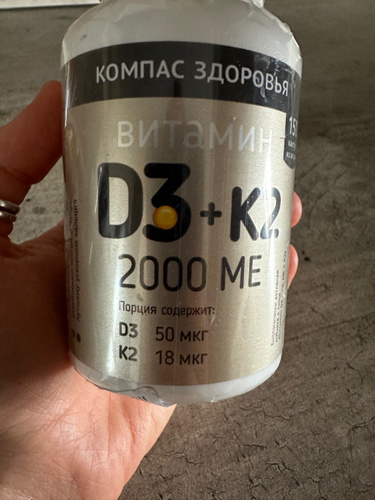 КОМПАС ЗДОРОВЬЯ
витамин
D3+K2
2000 МЕ
Порция содержит:
D3 50 мкг
K2 18 мкг